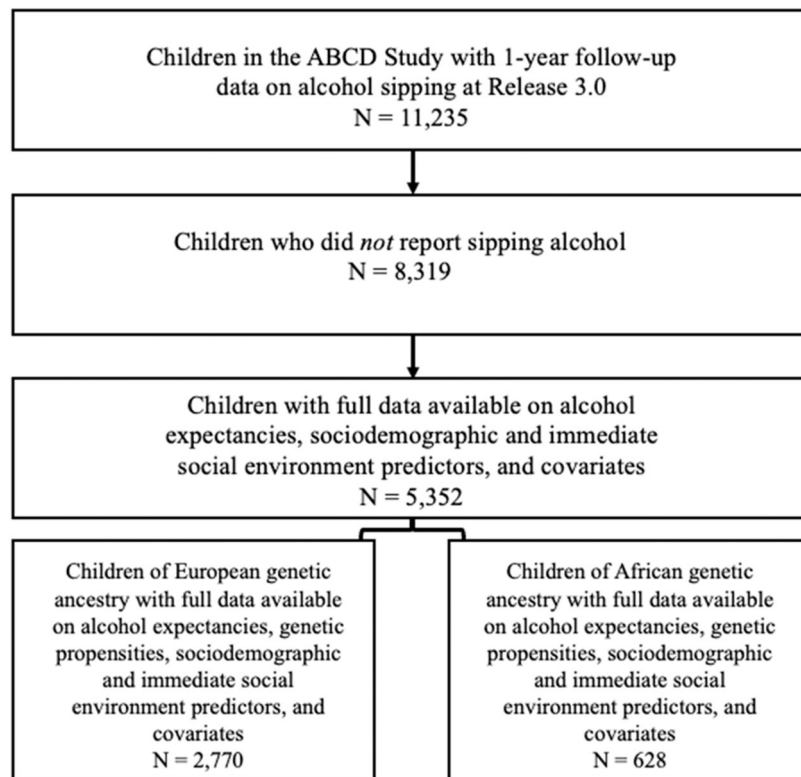 Children in the ABCD Study with 1-year follow-up
data on alcohol sipping at Release 3.0
N = 11,235
Children who did not report sipping alcohol
N = 8,319
Children with full data available on alcohol
expectancies, sociodemographic and immediate
social environment predictors, and covariates
N = 5,352
Children of European genetic
ancestry with full data available
on alcohol expectancies, genetic
propensities, sociodemographic
and immediate social
environment predictors, and
covariates
N = 2,770
Children of African genetic
ancestry with full data available
on alcohol expectancies, genetic
propensities, sociodemographic
and immediate social
environment predictors, and
covariates
N = 628